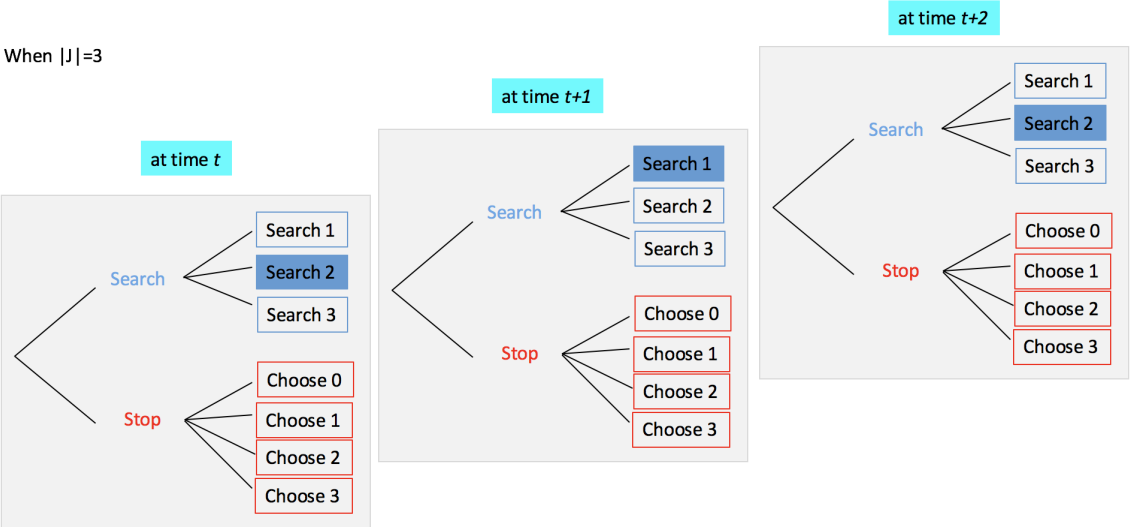 When |J|=3
at time t
Search
Search 1
Search 2
Search 3
Stop
Choose 0
Choose 1
Choose 2
Choose 3
at time t+1
Search
Search 1
Search 2
Search 3
Stop
Choose 0
Choose 1
Choose 2
Choose 3
at time t+2
Search
Search 1
Search 2
Search 3
Stop
Choose 0
Choose 1
Choose 2
Choose 3